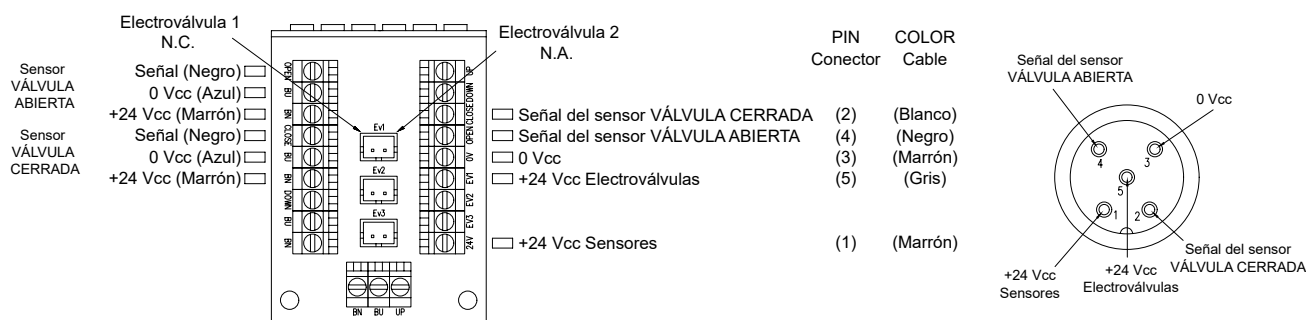 Electroválvula 1
N.C.
Electroválvula 2
N.A.
PIN
Conector
COLOR
Cable
Sensor
VÁLVULA
ABIERTA
Señal (Negro)
0 Vcc (Azul)
+24 Vcc (Marrón)
Sensor
VÁLVULA
CERRADA
Señal (Negro)
0 Vcc (Azul)
+24 Vcc (Marrón)
OPEN
BU
BN
CLOSE
BU
BN
DOWN
BU
BN
Ev1
Ev2
Ev3
UP
DOWN
CLOSE
OPEN
0V
EV1
EV2
EV3
24V
BN BU UP
Señal del sensor VÁLVULA CERRADA (2) (Blanco)
Señal del sensor VÁLVULA ABIERTA (4) (Negro)
0 Vcc (3) (Marrón)
+24 Vcc Electroválvulas (5) (Gris)
+24 Vcc Sensores (1) (Marrón)
Señal del sensor
VÁLVULA ABIERTA
0 Vcc
4
3
5
1
2
+24 Vcc
Sensores
+24 Vcc
Electroválvulas
Señal del sensor
VÁLVULA CERRADA